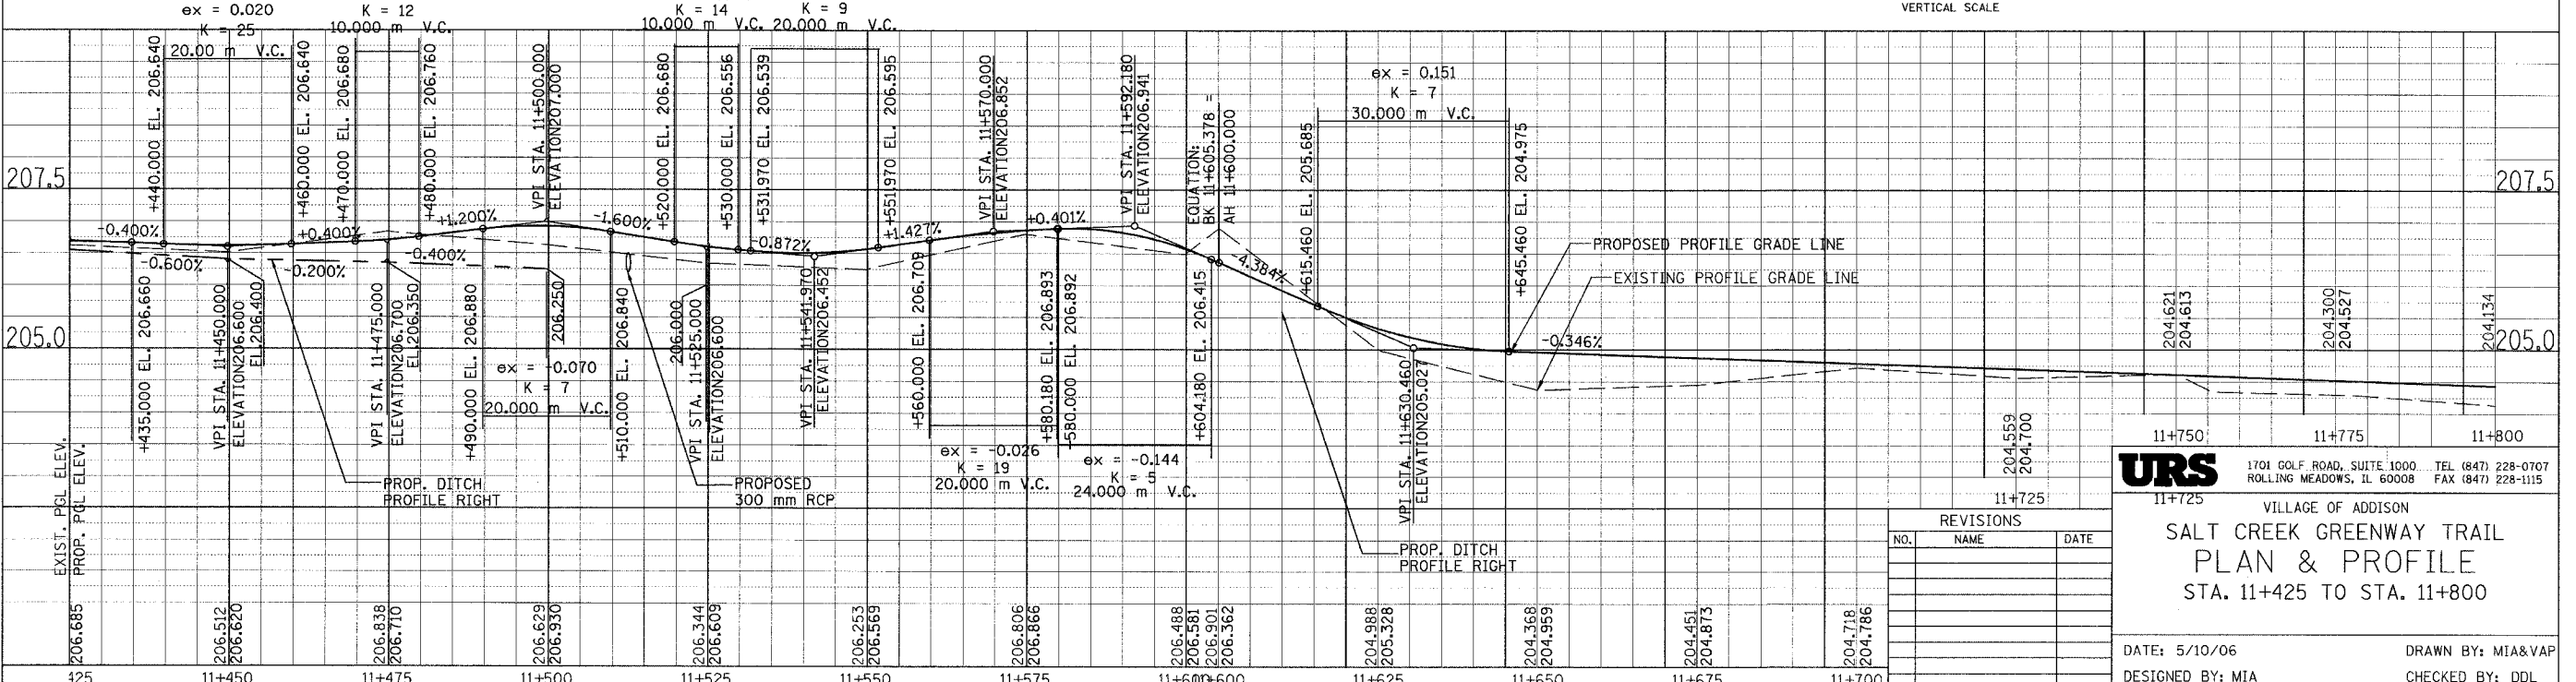 ex = 0.020
K = 25
20.00 m V.C.
K = 12
10.000 m V.C.
K = 14
10.000 m V.C.
K = 9
20.000 m V.C.
VERTICAL SCALE
+440.000 EL. 206.640
+460.000 EL. 206.640
+470.000 EL. 206.680
+480.000 EL. 206.760
VPI STA. 11+500.000
ELEVATION207.000
+520.000 EL. 206.680
+530.000 EL. 206.556
+531.970 EL. 206.539
+551.970 EL. 206.595
VPI STA. 11+570.000
ELEVATION206.852
VPI STA. 11+592.180
ELEVATION206.941
EQUATION:
BK 11+605.378 =
AH 11+600.000
ex = 0.151
K = 7
30.000 m V.C.
+615.460 EL. 205.685
+645.460 EL. 204.975
207.5
207.5
-0.400%
+0.400%
+1.200%
-1.600%
-0.872%
+1.427%
+0.401%
-4.384%
-0.346%
-0.600%
-0.200%
-0.400%
PROPOSED PROFILE GRADE LINE
EXISTING PROFILE GRADE LINE
205.0
205.0
+435.000 EL. 206.660
VPI STA. 11+450.000
ELEVATION206.600
EL.206.400
VPI STA. 11+475.000
ELEVATION206.700
EL.206.350
+490.000 EL. 206.880
206.250
ex = -0.070
K = 7
20.000 m V.C.
+510.000 EL. 206.840
206.000
VPI STA. 11+525.000
ELEVATION206.600
VPI STA. 11+541.970
ELEVATION206.452
+560.000 EL. 206.709
+580.180 EL. 206.893
+580.000 EL. 206.892
+604.180 EL. 206.415
ex = -0.026
K = 19
20.000 m V.C.
ex = -0.144
K = 5
24.000 m V.C.
VPI STA. 11+630.460
ELEVATION205.027
PROP. DITCH
PROFILE RIGHT
PROPOSED
300 mm RCP
PROP. DITCH
PROFILE RIGHT
EXIST. PGL ELEV.
PROP. PGL ELEV.
204.621
204.613
204.300
204.527
204.134
11+750
11+775
11+800
204.559
204.700
11+725
11+725
206.685
206.512
206.620
206.838
206.710
206.629
206.930
206.344
206.609
206.253
206.569
206.806
206.866
206.488
206.581
206.901
206.362
204.988
205.328
204.368
204.959
204.451
204.873
204.718
204.786
425
11+450
11+475
11+500
11+525
11+550
11+575
11+600
11+625
11+650
11+675
11+700
URS
1701 GOLF ROAD, SUITE 1000 TEL (847) 228-0707
ROLLING MEADOWS, IL 60008 FAX (847) 228-1115
VILLAGE OF ADDISON
SALT CREEK GREENWAY TRAIL
PLAN & PROFILE
STA. 11+425 TO STA. 11+800
REVISIONS
NO. NAME DATE
DATE: 5/10/06
DRAWN BY: MIA&VAP
DESIGNED BY: MIA
CHECKED BY: DDL